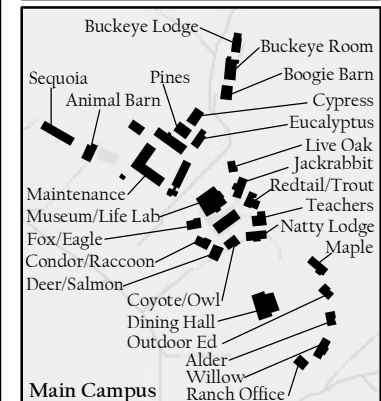 Buckeye Lodge
Buckeye Room
Sequoia
Pines
Boogie Barn
Animal Barn
Cypress
Eucalyptus
Live Oak
Jackrabbit
Redtail/Trout
Maintenance
Teachers
Museum/Life Lab
Natty Lodge
Fox/Eagle
Maple
Condor/Raccoon
Deer/Salmon
Coyote/Owl
Dining Hall
Outdoor Ed
Alder
Willow
Main Campus
Ranch Office